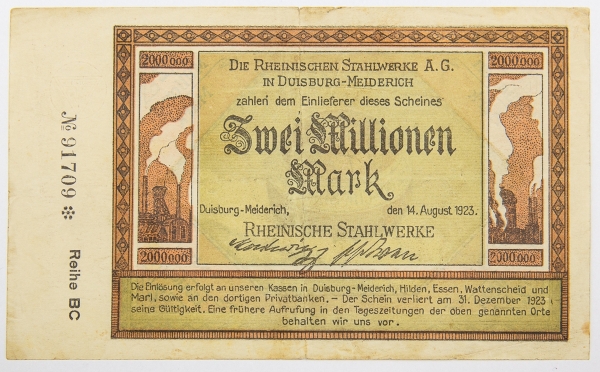 2000000
2000000
DIE RHEINISCHEN STAHLWERKE A.G.
IN DUISBURG-MEIDERICH
zahlen dem Einlieferer dieses Scheines
Zwei Millionen
Mark
Duisburg-Meiderich, den 14. August 1923.
RHEINISCHE STAHLWERKE
2000000
2000000
Die Einlösung erfolgt an unseren Kassen in Duisburg-Meiderich, Hilden, Essen, Wattenscheid und
Marl, sowie an den dortigen Privatbanken. – Der Schein verliert am 31. Dezember 1923
seine Gültigkeit. Eine frühere Aufrufung in den Tageszeitungen der oben genannten Orte
behalten wir uns vor.
№ 91709 *
Reihe BC